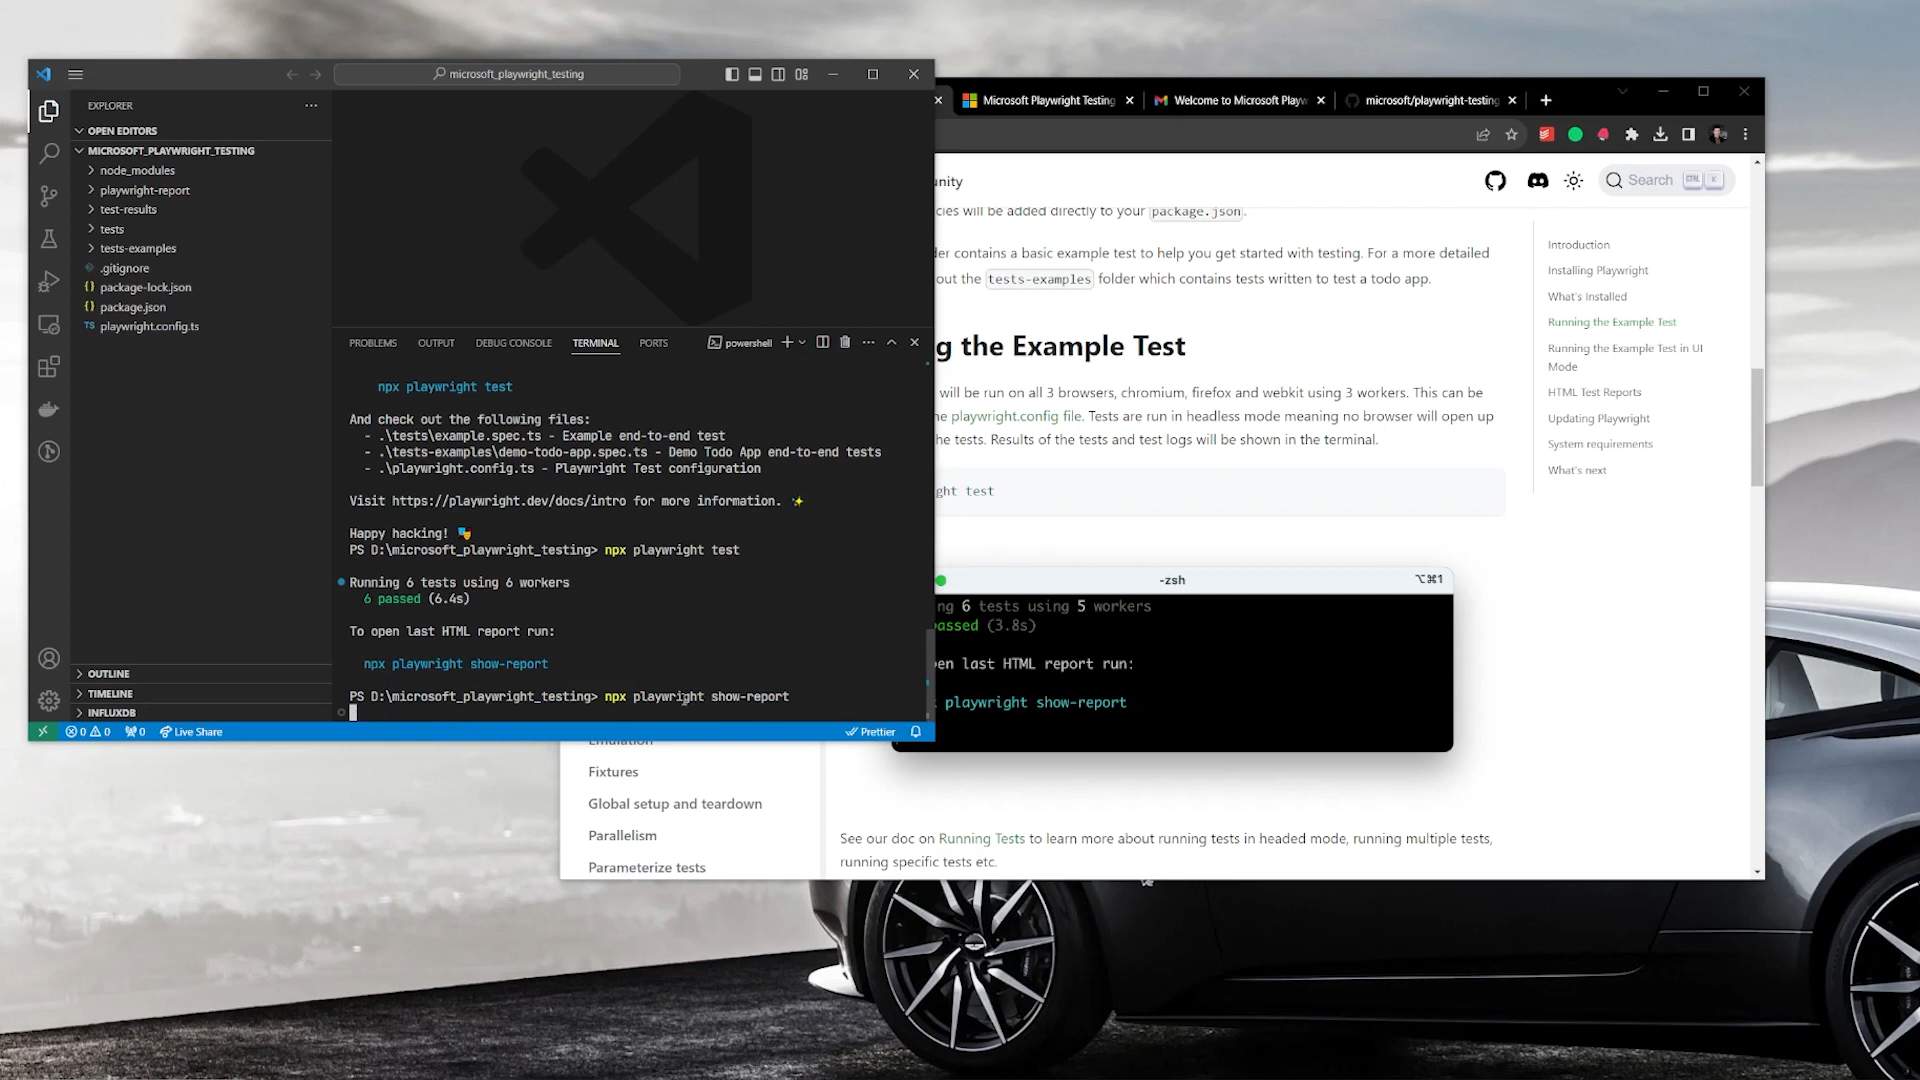 microsoft_playwright_testing
EXPLORER
OPEN EDITORS
MICROSOFT_PLAYWRIGHT_TESTING
node_modules
playwright-report
test-results
tests
tests-examples
.gitignore
{} package-lock.json
{} package.json
TS playwright.config.ts
OUTLINE
TIMELINE
INFLUXDB
PROBLEMS OUTPUT DEBUG CONSOLE TERMINAL PORTS powershell
npx playwright test
And check out the following files:
- .\tests\example.spec.ts - Example end-to-end test
- .\tests-examples\demo-todo-app.spec.ts - Demo Todo App end-to-end tests
- .\playwright.config.ts - Playwright Test configuration
Visit https://playwright.dev/docs/intro for more information. ✨
Happy hacking! 🎭
PS D:\microsoft_playwright_testing> npx playwright test
Running 6 tests using 6 workers
6 passed (6.4s)
To open last HTML report run:
npx playwright show-report
PS D:\microsoft_playwright_testing> npx playwright show-report
0 0 0 Live Share Prettier
Microsoft Playwright Testing Welcome to Microsoft Playw microsoft/playwright-testing
unity Search CTRL K
cies will be added directly to your package.json.
der contains a basic example test to help you get started with testing. For a more detailed
out the tests-examples folder which contains tests written to test a todo app.
g the Example Test
will be run on all 3 browsers, chromium, firefox and webkit using 3 workers. This can be
he playwright.config file. Tests are run in headless mode meaning no browser will open up
he tests. Results of the tests and test logs will be shown in the terminal.
ght test
-zsh ⌥⌘1
ng 6 tests using 5 workers
passed (3.8s)
en last HTML report run:
playwright show-report
See our doc on Running Tests to learn more about running tests in headed mode, running multiple tests,
running specific tests etc.
Emulation
Fixtures
Global setup and teardown
Parallelism
Parameterize tests
Introduction
Installing Playwright
What's Installed
Running the Example Test
Running the Example Test in UI
Mode
HTML Test Reports
Updating Playwright
System requirements
What's next